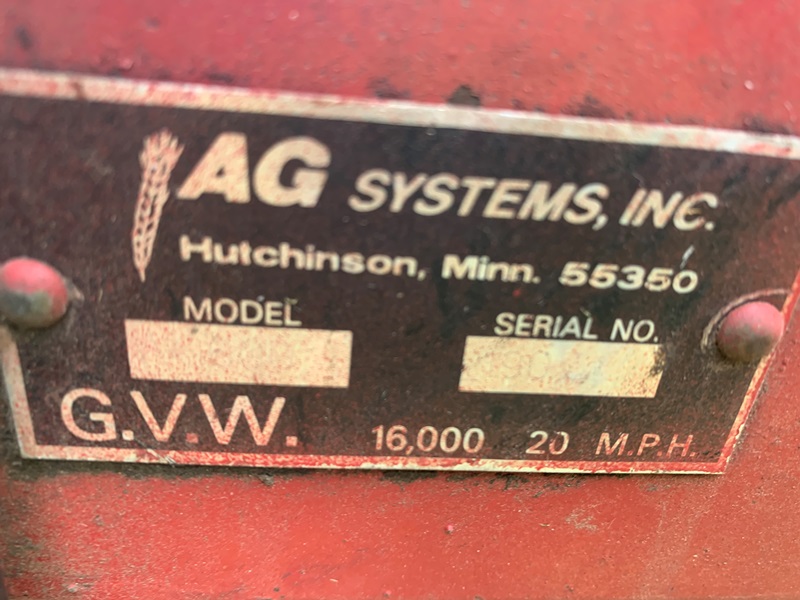 AG SYSTEMS, INC.
Hutchinson, Minn. 55350
MODEL SERIAL NO.
G.V.W. 16,000 20 M.P.H.